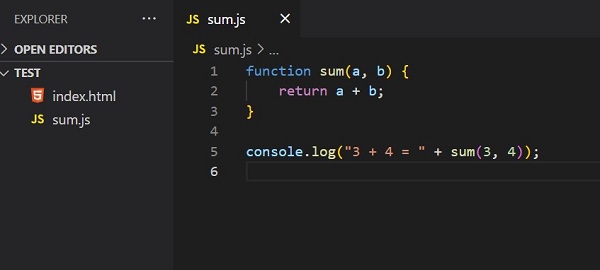 EXPLORER ...
OPEN EDITORS
TEST
index.html
JS sum.js
JS sum.js
JS sum.js > ...
1 function sum(a, b) {
2 return a + b;
3 }
4
5 console.log("3 + 4 = " + sum(3, 4));
6